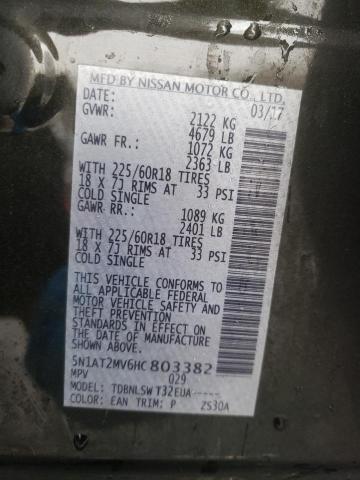 MFD BY NISSAN MOTOR CO., LTD.
DATE: 03/17
GVWR: 2122 KG
4679 LB
GAWR FR.: 1072 KG
2363 LB
WITH 225/60R18 TIRES
18 X 7J RIMS AT 33 PSI
COLD SINGLE
GAWR RR.: 1089 KG
2401 LB
WITH 225/60R18 TIRES
18 X 7J RIMS AT 33 PSI
COLD SINGLE
THIS VEHICLE CONFORMS TO
ALL APPLICABLE FEDERAL
MOTOR VEHICLE SAFETY AND
THEFT PREVENTION
STANDARDS IN EFFECT ON THE
DATE OF MANUFACTURE SHOWN
ABOVE.
5N1AT2MV6HC803382
MPV 029
MODEL: TDBNLSW T32EUA-----
COLOR: EAN TRIM: P ZS30A